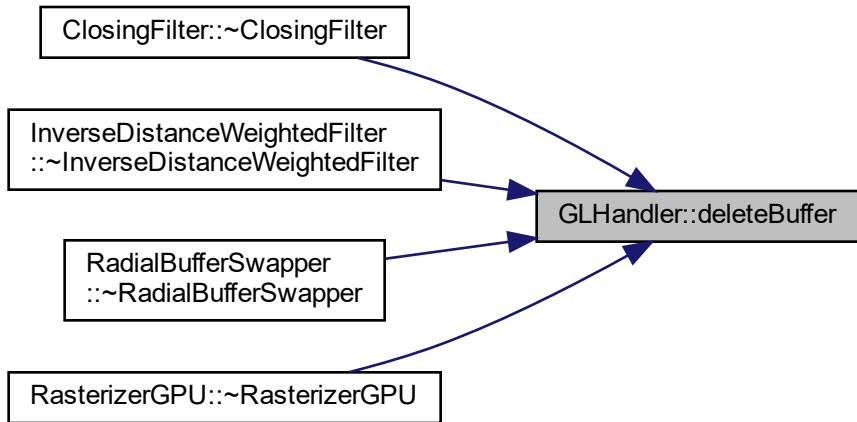 ClosingFilter::~ClosingFilter
InverseDistanceWeightedFilter
::~InverseDistanceWeightedFilter
GLHandler::deleteBuffer
RadialBufferSwapper
::~RadialBufferSwapper
RasterizerGPU::~RasterizerGPU